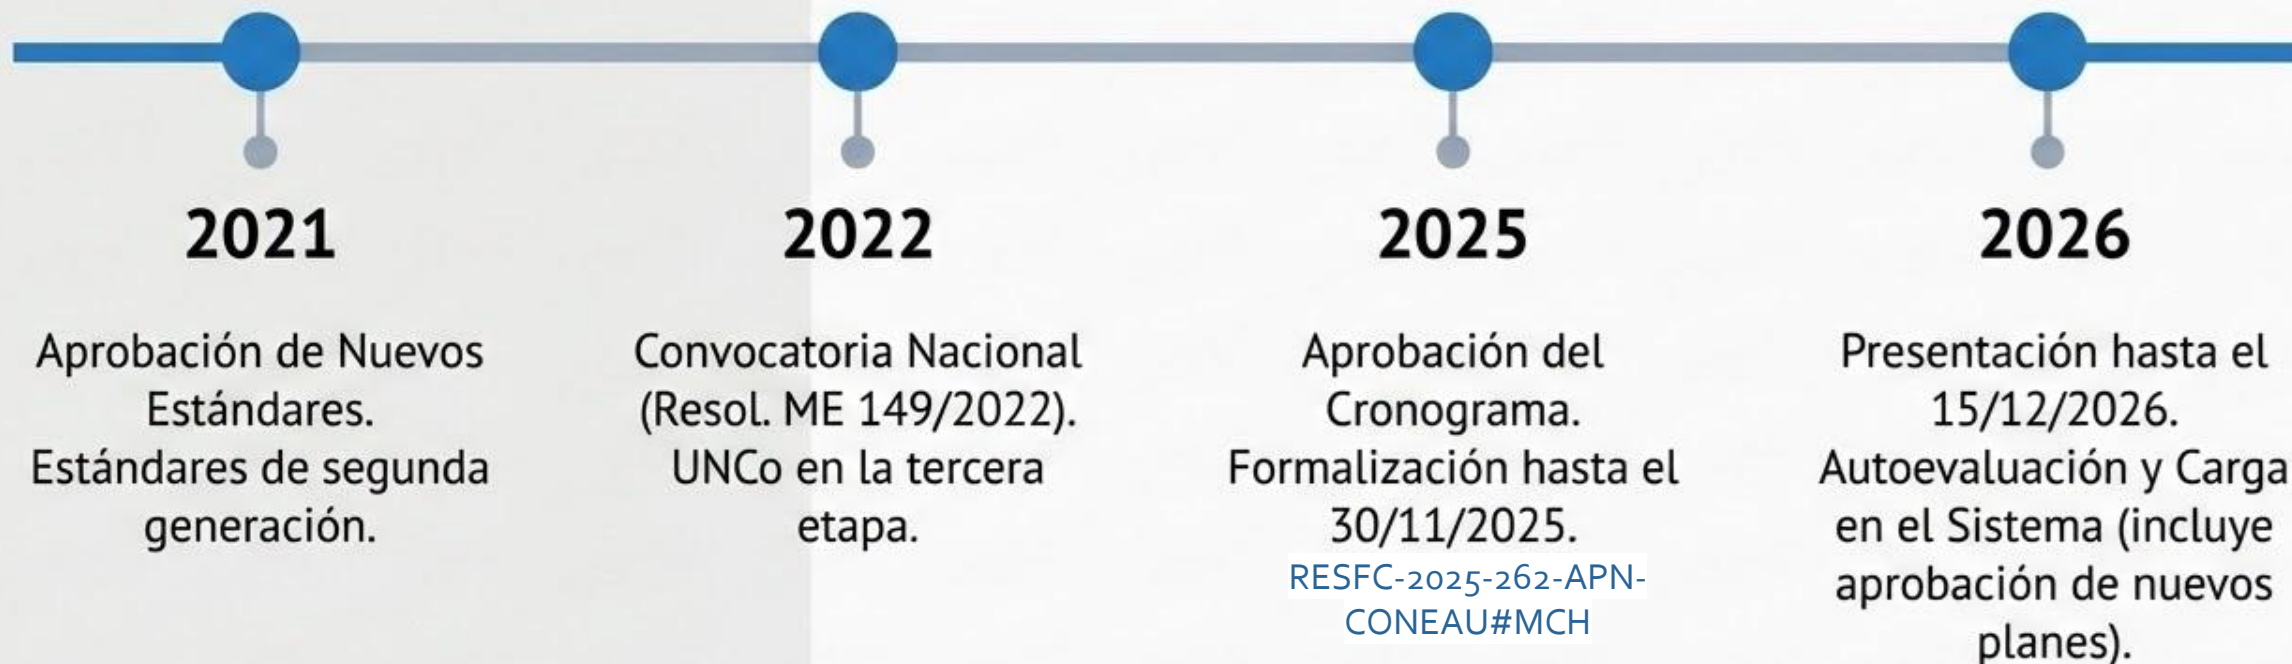 2021
Aprobación de Nuevos
Estándares.
Estándares de segunda
generación.
2022
Convocatoria Nacional
(Resol. ME 149/2022).
UNCo en la tercera
etapa.
2025
Aprobación del
Cronograma.
Formalización hasta el
30/11/2025.
RESFC-2025-262-APN-
CONEAU#MCH
2026
Presentación hasta el
15/12/2026.
Autoevaluación y Carga
en el Sistema (incluye
aprobación de nuevos
planes).